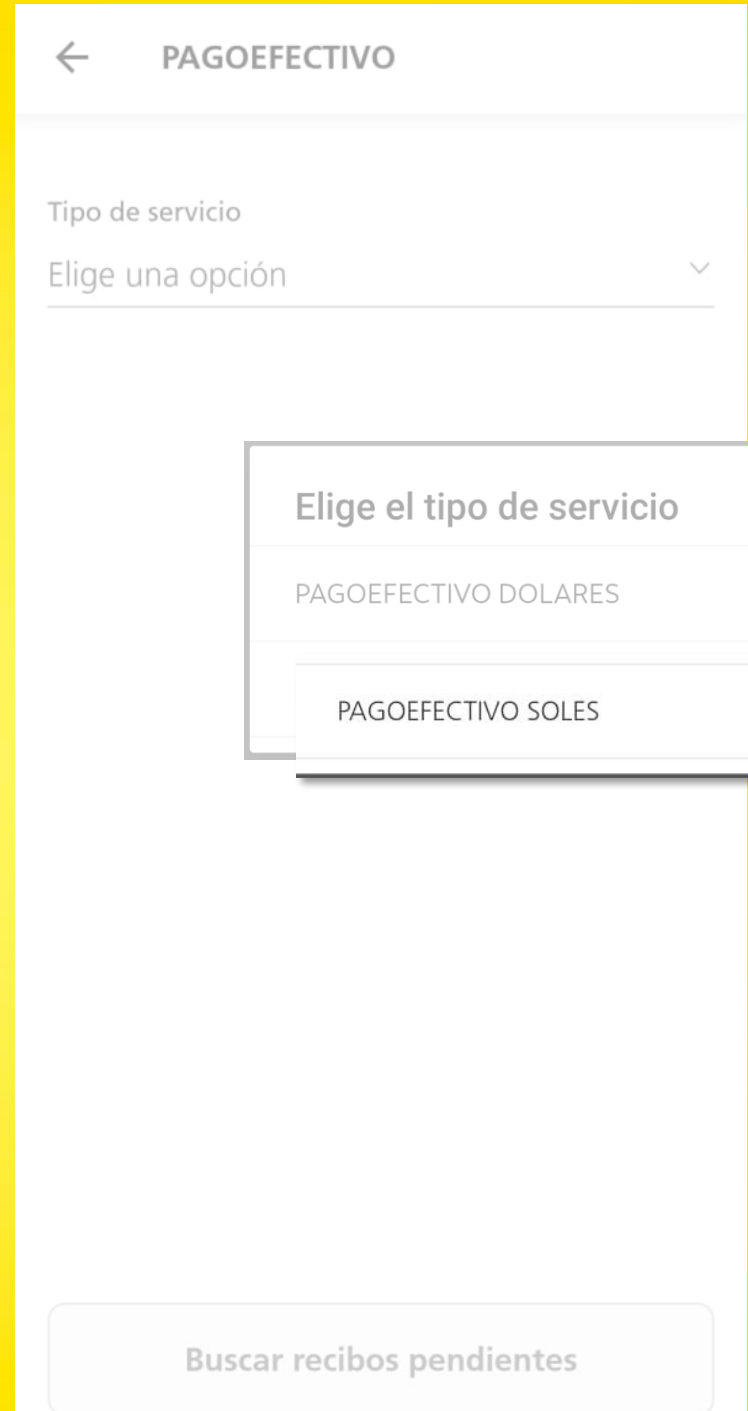 PAGOEFECTIVO
Tipo de servicio
Elige una opción
Elige el tipo de servicio
PAGOEFECTIVO DOLARES
PAGOEFECTIVO SOLES
Buscar recibos pendientes